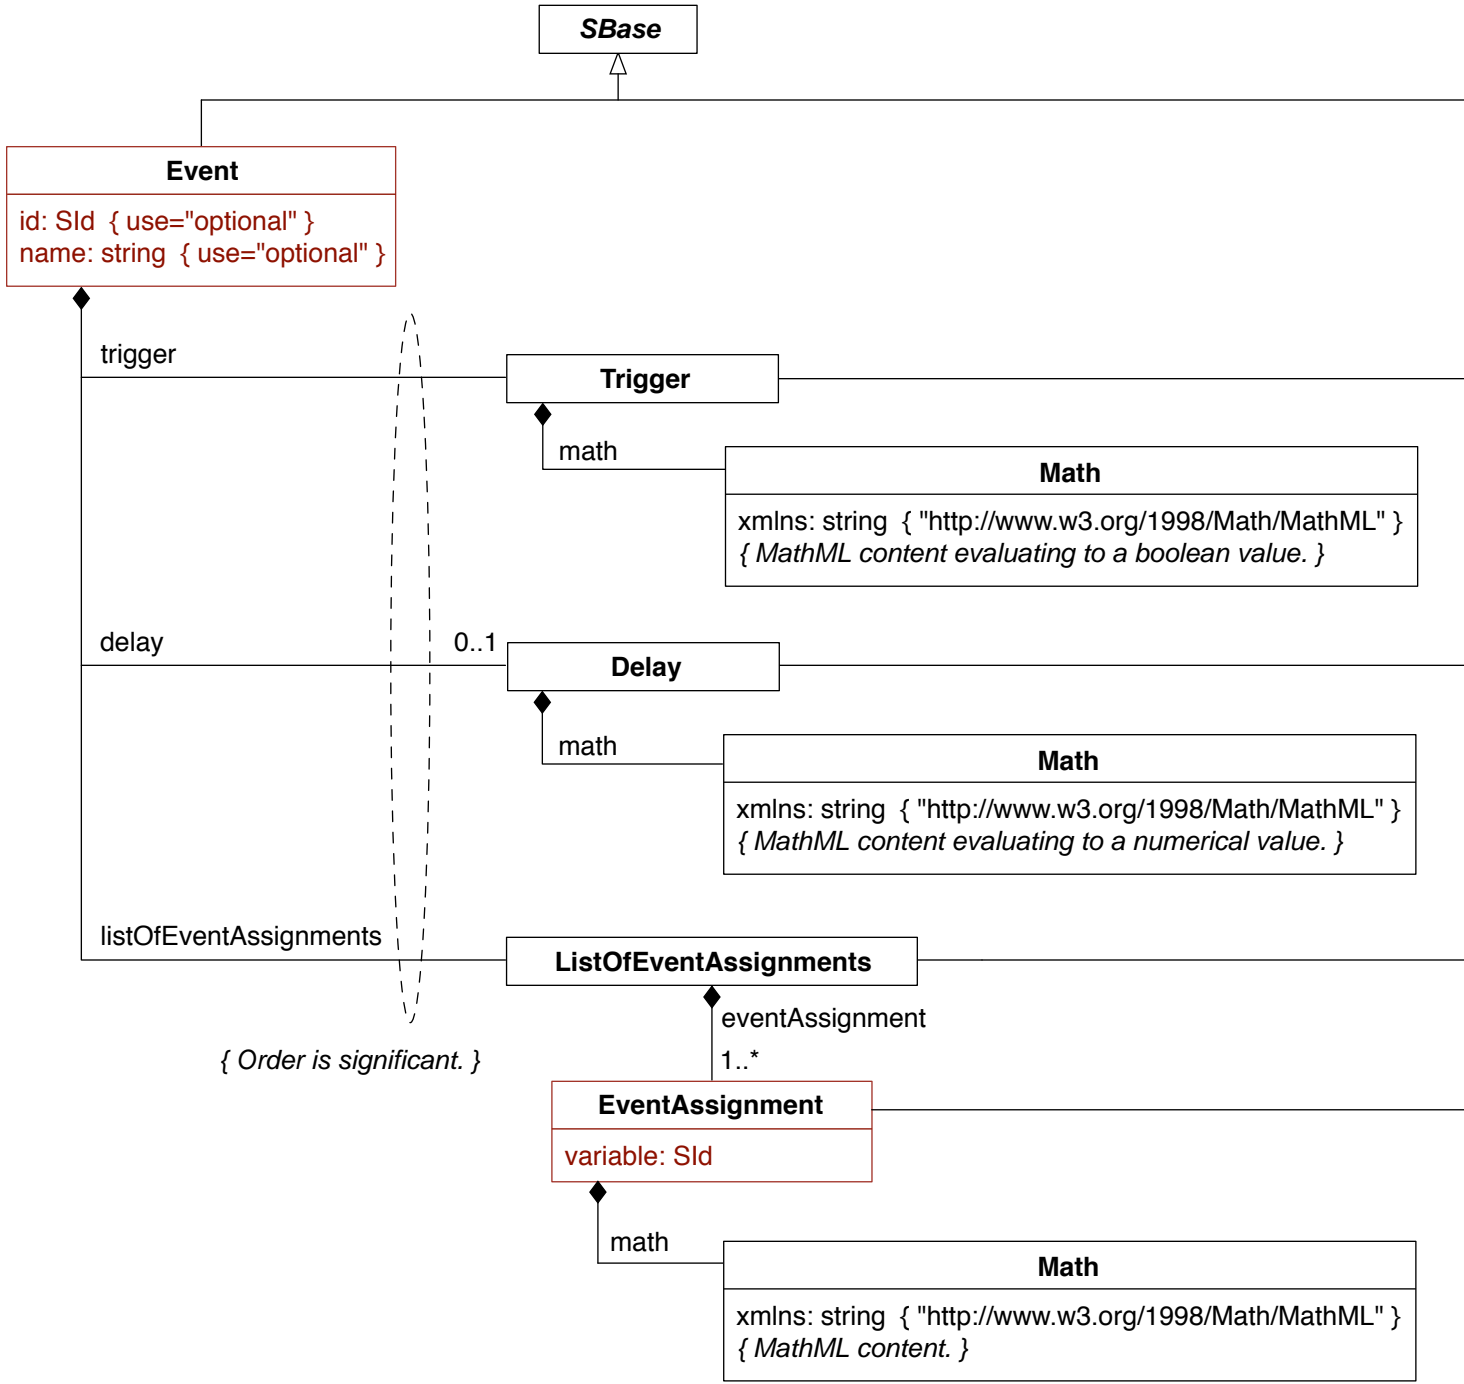 SBase
Event
id: SId { use="optional" }
name: string { use="optional" }
trigger
Trigger
math
Math
xmlns: string { "http://www.w3.org/1998/Math/MathML" }
{ MathML content evaluating to a boolean value. }
delay
0..1
Delay
math
Math
xmlns: string { "http://www.w3.org/1998/Math/MathML" }
{ MathML content evaluating to a numerical value. }
listOfEventAssignments
ListOfEventAssignments
eventAssignment
{ Order is significant. }
1..*
EventAssignment
variable: SId
math
Math
xmlns: string { "http://www.w3.org/1998/Math/MathML" }
{ MathML content. }